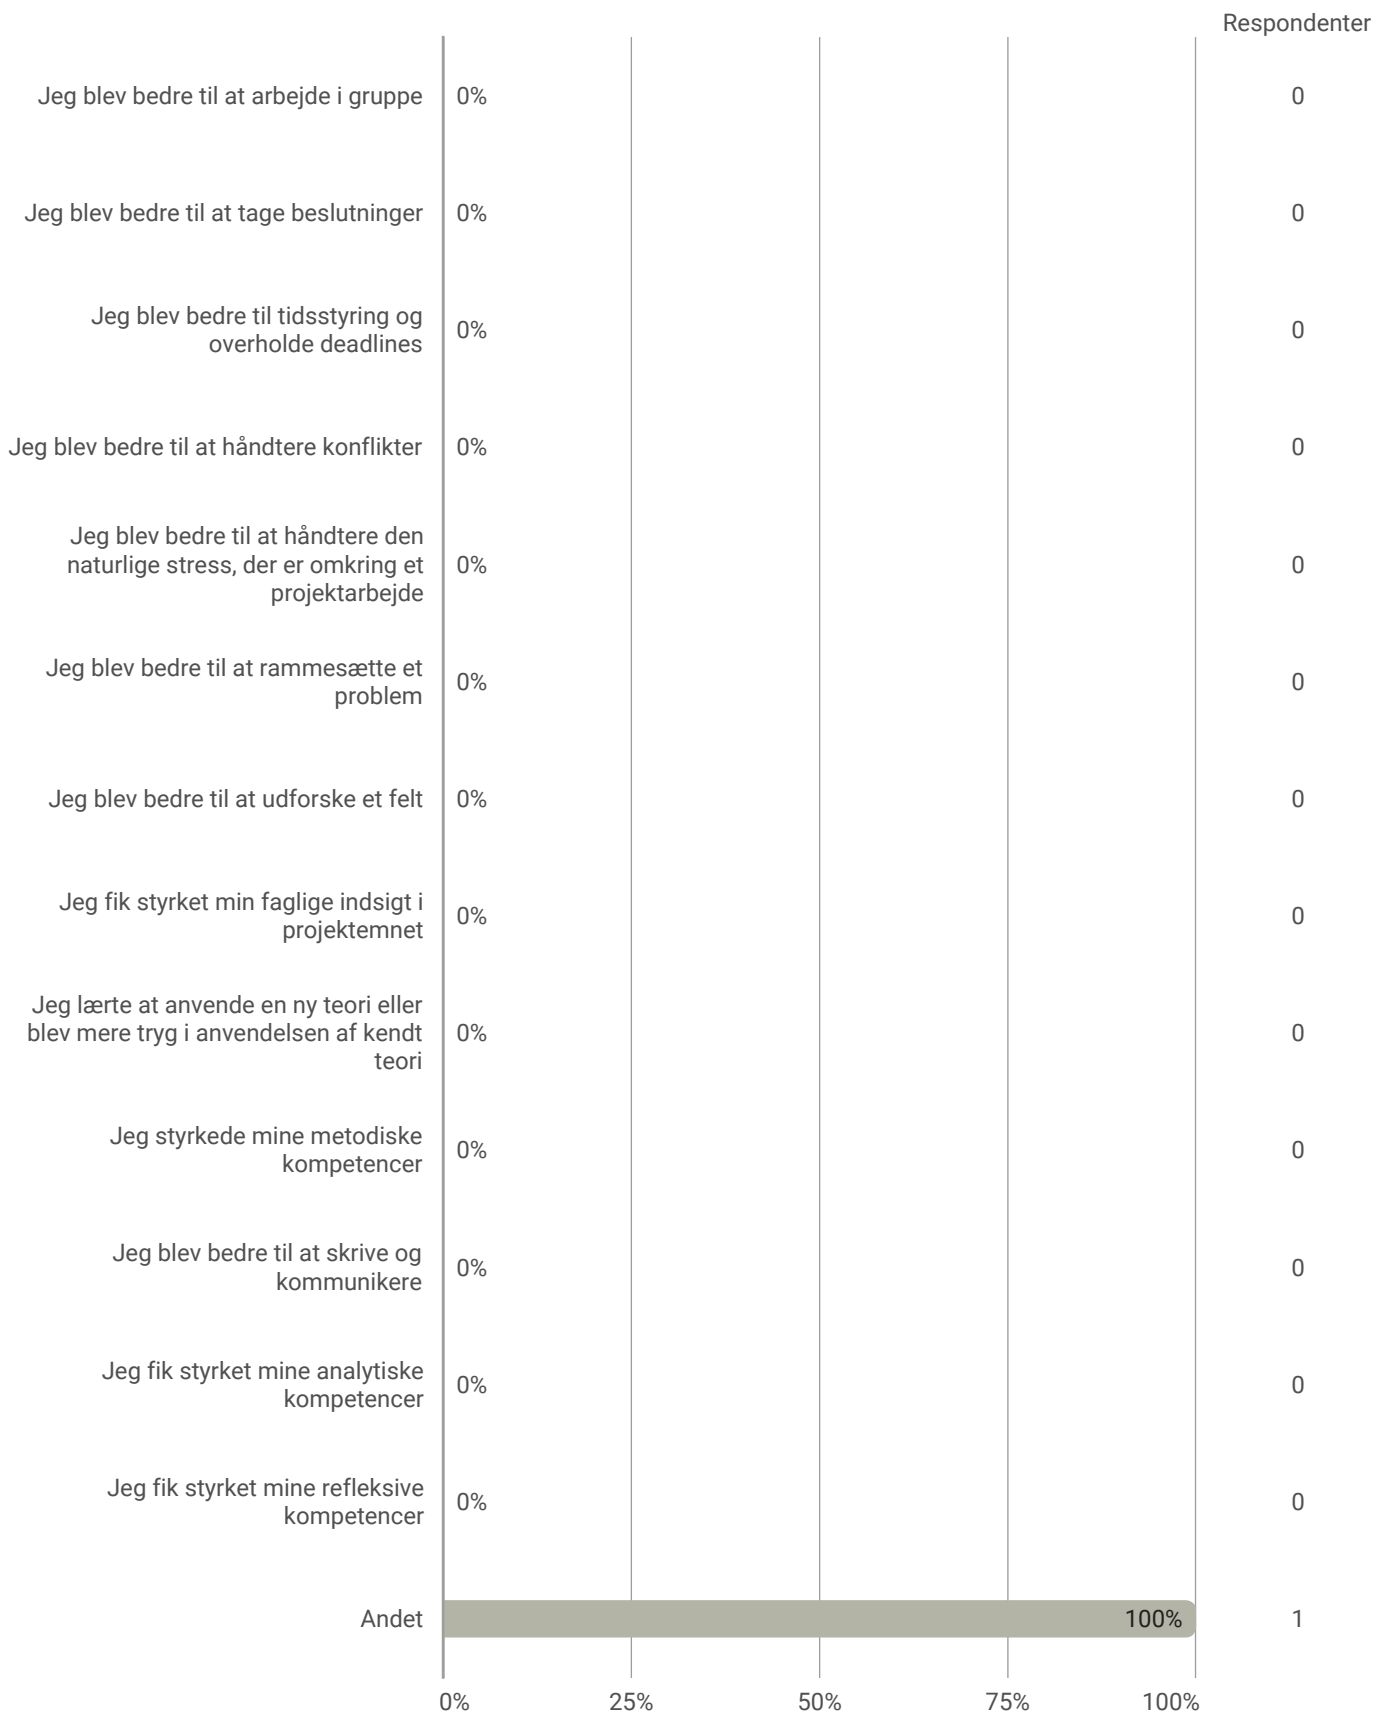 Respondenter
Jeg blev bedre til at arbejde i gruppe 0% 0
Jeg blev bedre til at tage beslutninger 0% 0
Jeg blev bedre til tidsstyring og
overholde deadlines 0% 0
Jeg blev bedre til at håndtere konflikter 0% 0
Jeg blev bedre til at håndtere den
naturlige stress, der er omkring et 0% 0
projektarbejde
Jeg blev bedre til at rammesætte et
problem 0% 0
Jeg blev bedre til at udforske et felt 0% 0
Jeg fik styrket min faglige indsigt i
projektemnet 0% 0
Jeg lærte at anvende en ny teori eller
blev mere tryg i anvendelsen af kendt 0% 0
teori
Jeg styrkede mine metodiske
kompetencer 0% 0
Jeg blev bedre til at skrive og
kommunikere 0% 0
Jeg fik styrket mine analytiske
kompetencer 0% 0
Jeg fik styrket mine refleksive
kompetencer 0% 0
Andet 100% 1
0% 25% 50% 75% 100%